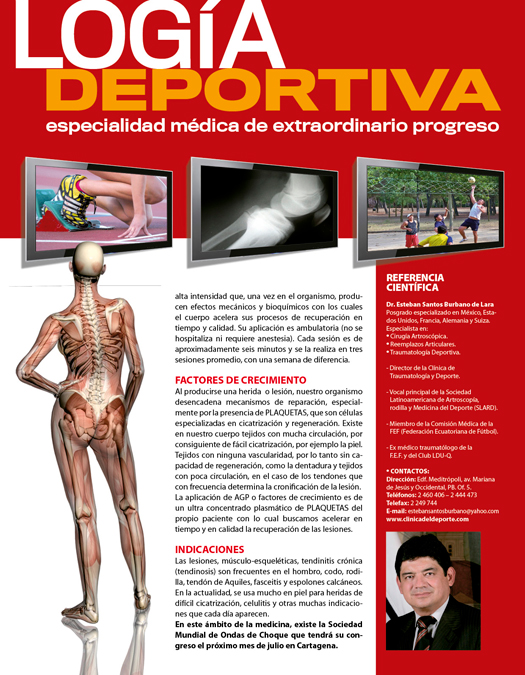 LOGÍA
DEPORTIVA
especialidad médica de extraordinario progreso
alta intensidad que, una vez en el organismo, produ-
cen efectos mecánicos y bioquímicos con los cuales
el cuerpo acelera sus procesos de recuperación en
tiempo y calidad. Su aplicación es ambulatoria (no se
hospitaliza ni requiere anestesia). Cada sesión es de
aproximadamente seis minutos y se la realiza en tres
sesiones promedio, con una semana de diferencia.
FACTORES DE CRECIMIENTO
Al producirse una herida o lesión, nuestro organismo
desencadena mecanismos de reparación, especial-
mente por la presencia de PLAQUETAS, que son células
especializadas en cicatrización y regeneración. Existe
en nuestro cuerpo tejidos con mucha circulación, por
consiguiente de fácil cicatrización, por ejemplo la piel.
Tejidos con ninguna vascularidad, por lo tanto sin ca-
pacidad de regeneración, como la dentadura y tejidos
con poca circulación, en el caso de los tendones que
con frecuencia determina la cronificación de la lesión.
La aplicación de AGP o factores de crecimiento es de
un ultra concentrado plasmático de PLAQUETAS del
propio paciente con lo cual buscamos acelerar en
tiempo y en calidad la recuperación de las lesiones.
INDICACIONES
Las lesiones, músculo-esqueléticas, tendinitis crónica
(tendinosis) son frecuentes en el hombro, codo, rodi-
lla, tendón de Aquiles, fasceitis y espolones calcáneos.
En la actualidad, se usa mucho en piel para heridas de
difícil cicatrización, celulitis y otras muchas indicacio-
nes que cada día aparecen.
En este ámbito de la medicina, existe la Sociedad
Mundial de Ondas de Choque que tendrá su con-
greso el próximo mes de julio en Cartagena.
REFERENCIA
CIENTÍFICA
Dr. Esteban Santos Burbano de Lara
Posgrado especializado en México, Esta-
dos Unidos, Francia, Alemania y Suiza.
Especialista en:
* Cirugía Artroscópica.
* Reemplazos Articulares.
* Traumatología Deportiva.
- Director de la Clínica de
Traumatología y Deporte.
- Vocal principal de la Sociedad
Latinoamericana de Artroscopía,
rodilla y Medicina del Deporte (SLARD).
- Miembro de la Comisión Médica de la
FEF (Federación Ecuatoriana de Fútbol).
- Ex médico traumatólogo de la
F.E.F. y del Club LDU-Q.
* CONTACTOS:
Dirección: Edf. Meditrópoli, av. Mariana
de Jesús y Occidental, PB. Of. 5.
Teléfonos: 2 460 406 – 2 444 473
Telefax: 2 249 744
E-mail: estebansantosburbano@yahoo.com
www.clinicadeldeporte.com